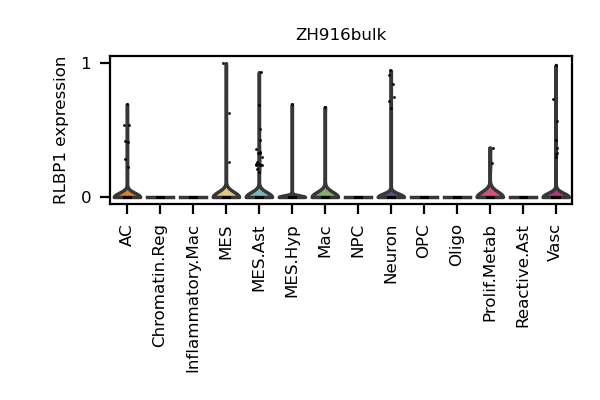 ZH916bulk
RLBP1 expression
1
0
AC
Chromatin.Reg
Inflammatory.Mac
MES
MES.Ast
MES.Hyp
Mac
NPC
Neuron
OPC
Oligo
Prolif.Metab
Reactive.Ast
Vasc